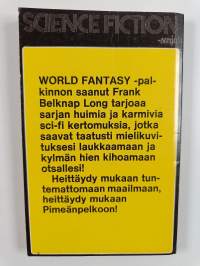 SCIENCE FICTION
-sarja
WORLD FANTASY -pal-
kinnon saanut Frank
Belknap Long tarjoaa
sarjan huimia ja karmivia
sci-fi kertomuksia, jotka
saavat taatusti mielikuvi-
tuksesi laukkaamaan ja
kylmän hien kihoamaan
otsallesi!
Heittäydy mukaan tun-
temattomaan maailmaan,
heittäydy mukaan
Pimeänpelkoon!